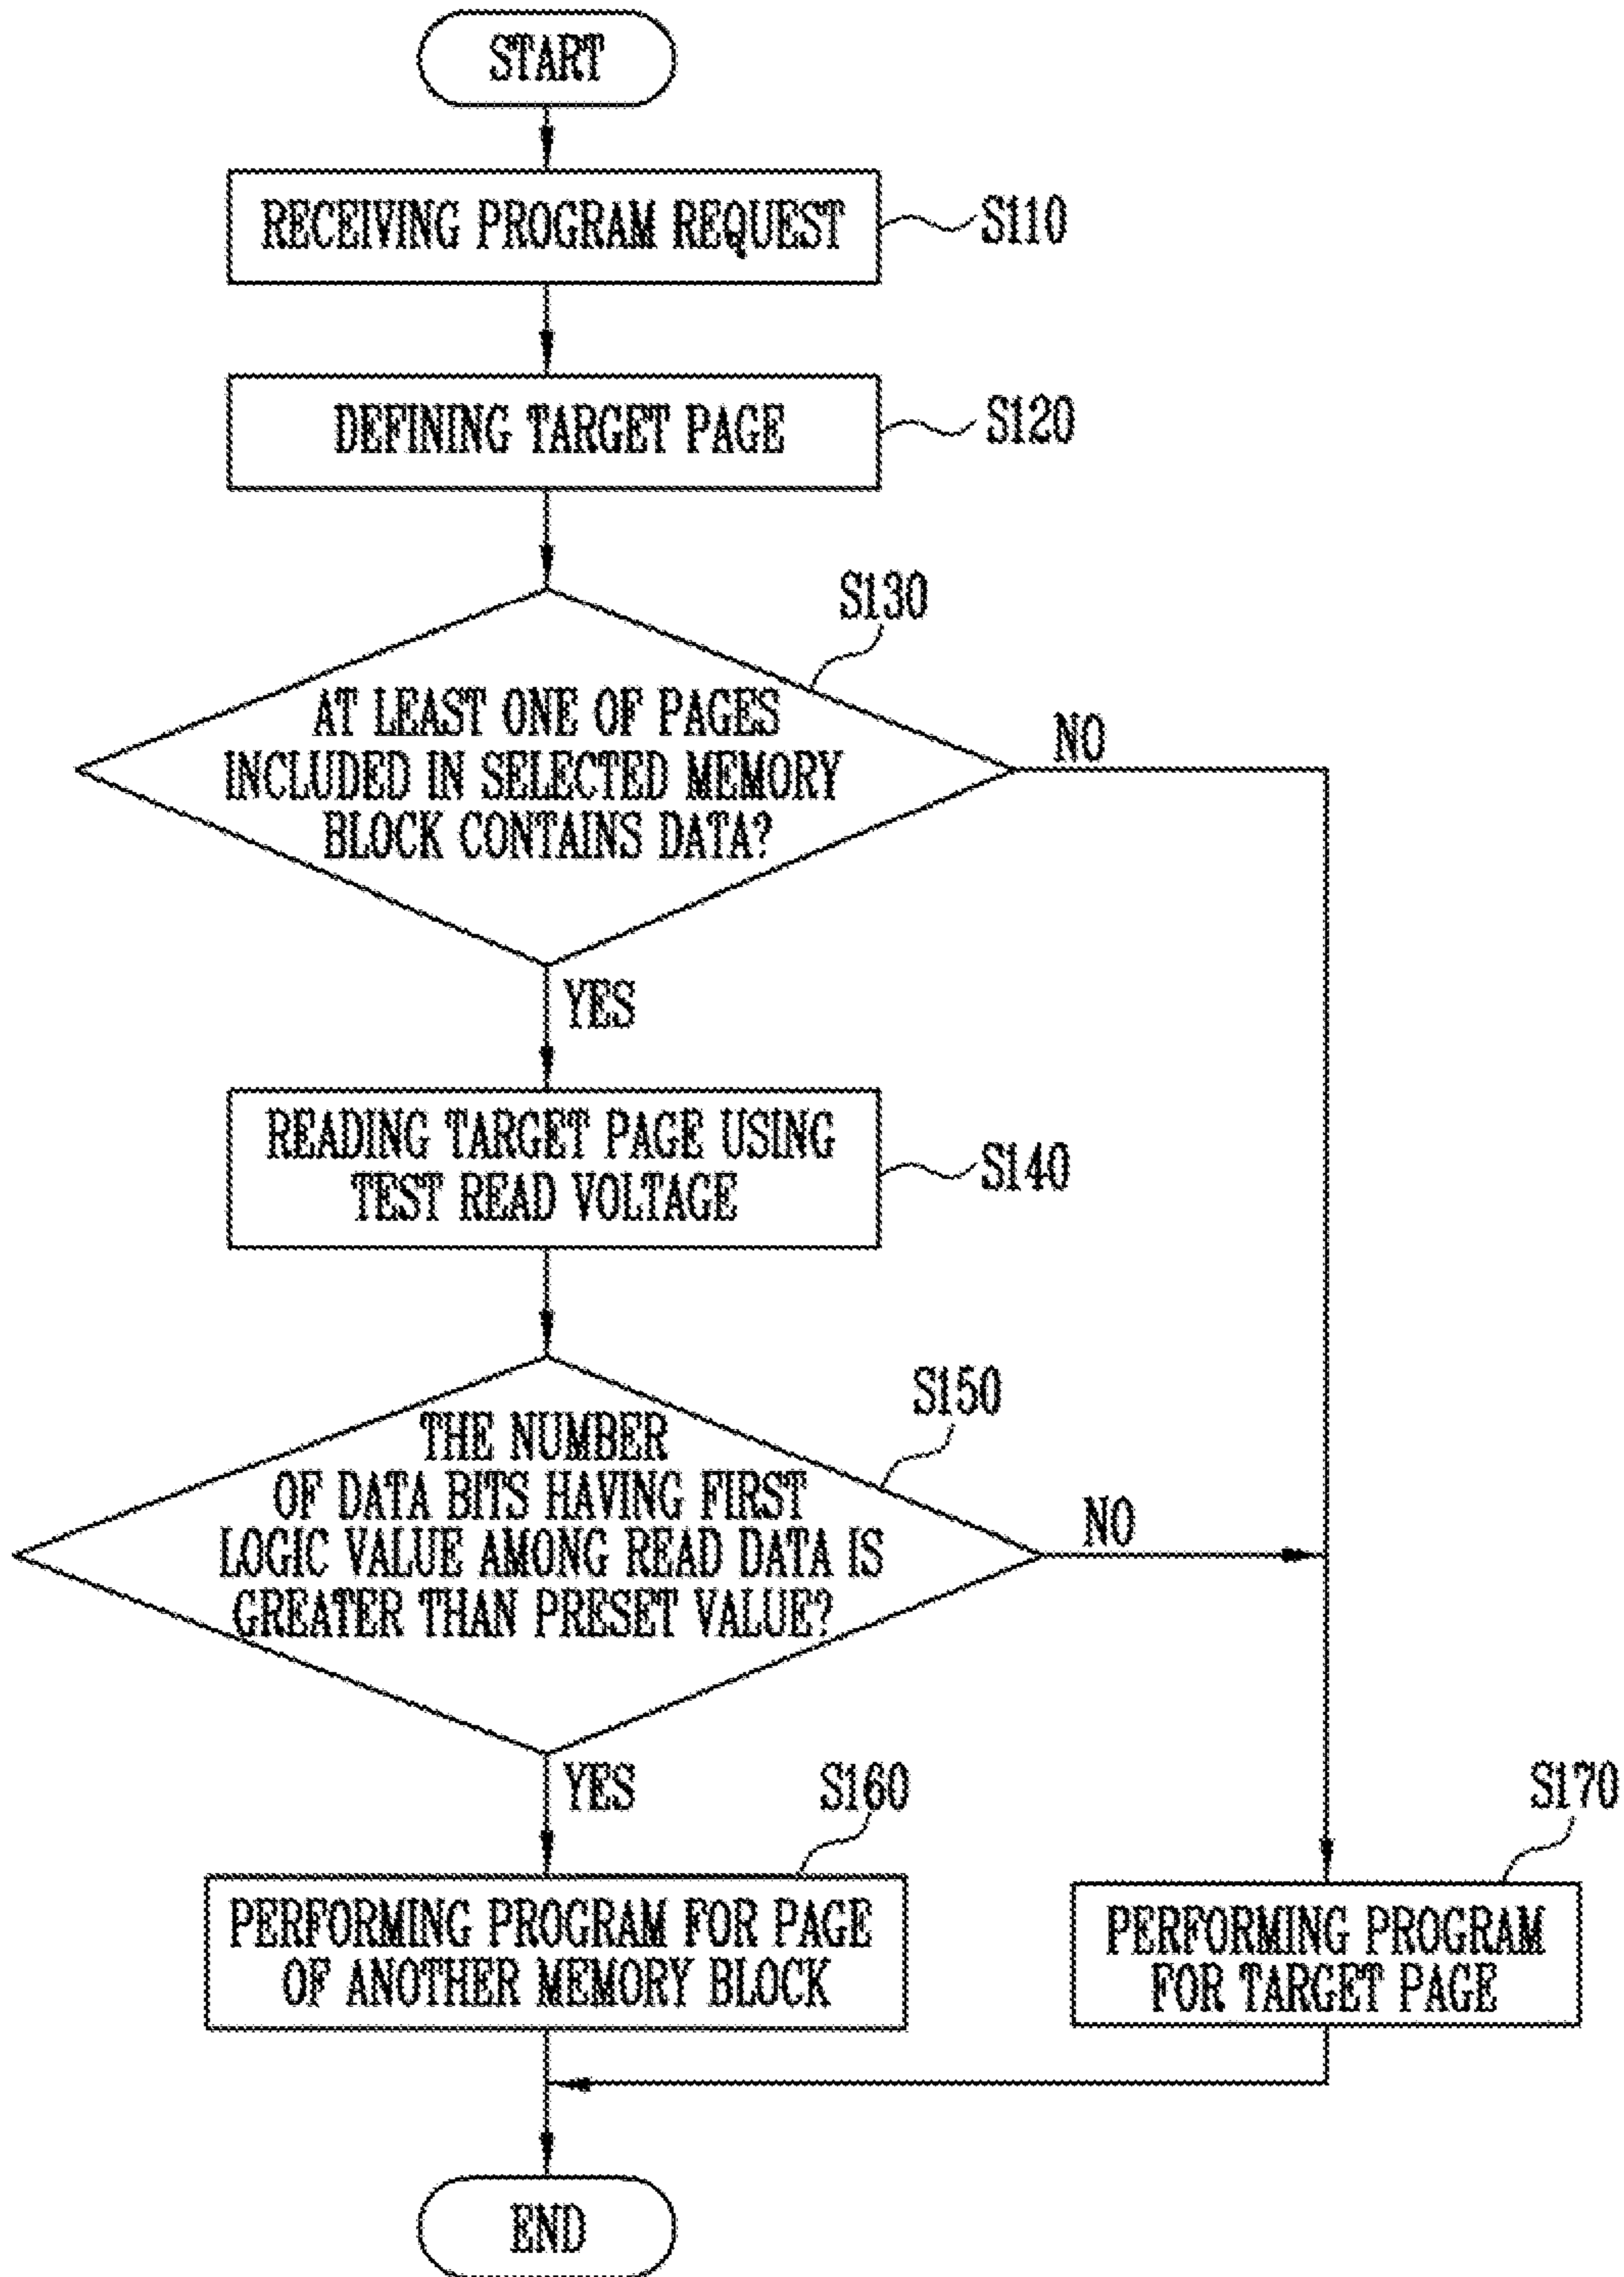 START
RECEIVING PROGRAM REQUEST
S110
DEFINING TARGET PAGE
S120
S130
AT LEAST ONE OF PAGES
INCLUDED IN SELECTED MEMORY
BLOCK CONTAINS DATA?
NO
YES
READING TARGET PAGE USING
TEST READ VOLTAGE
S140
S150
THE NUMBER
OF DATA BITS HAVING FIRST
LOGIC VALUE AMONG READ DATA IS
GREATER THAN PRESET VALUE?
NO
YES
S160
PERFORMING PROGRAM FOR PAGE
OF ANOTHER MEMORY BLOCK
S170
PERFORMING PROGRAM
FOR TARGET PAGE
END